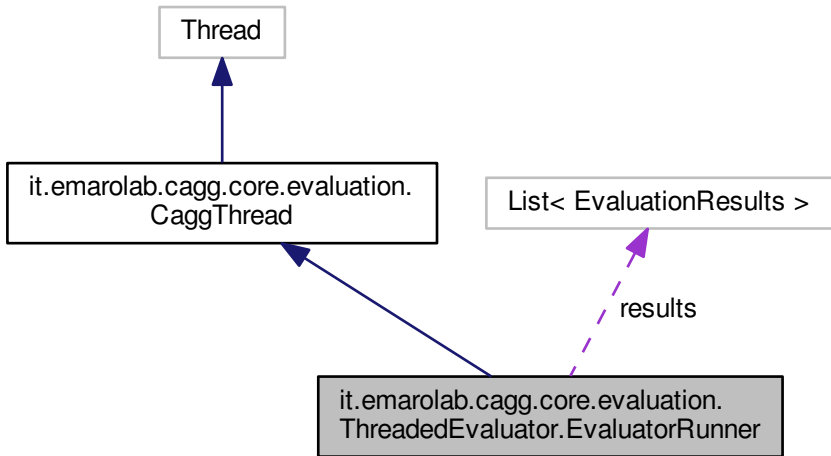 Thread
it.emarolab.cagg.core.evaluation.
CaggThread
List< EvaluationResults >
results
it.emarolab.cagg.core.evaluation.
ThreadedEvaluator.EvaluatorRunner